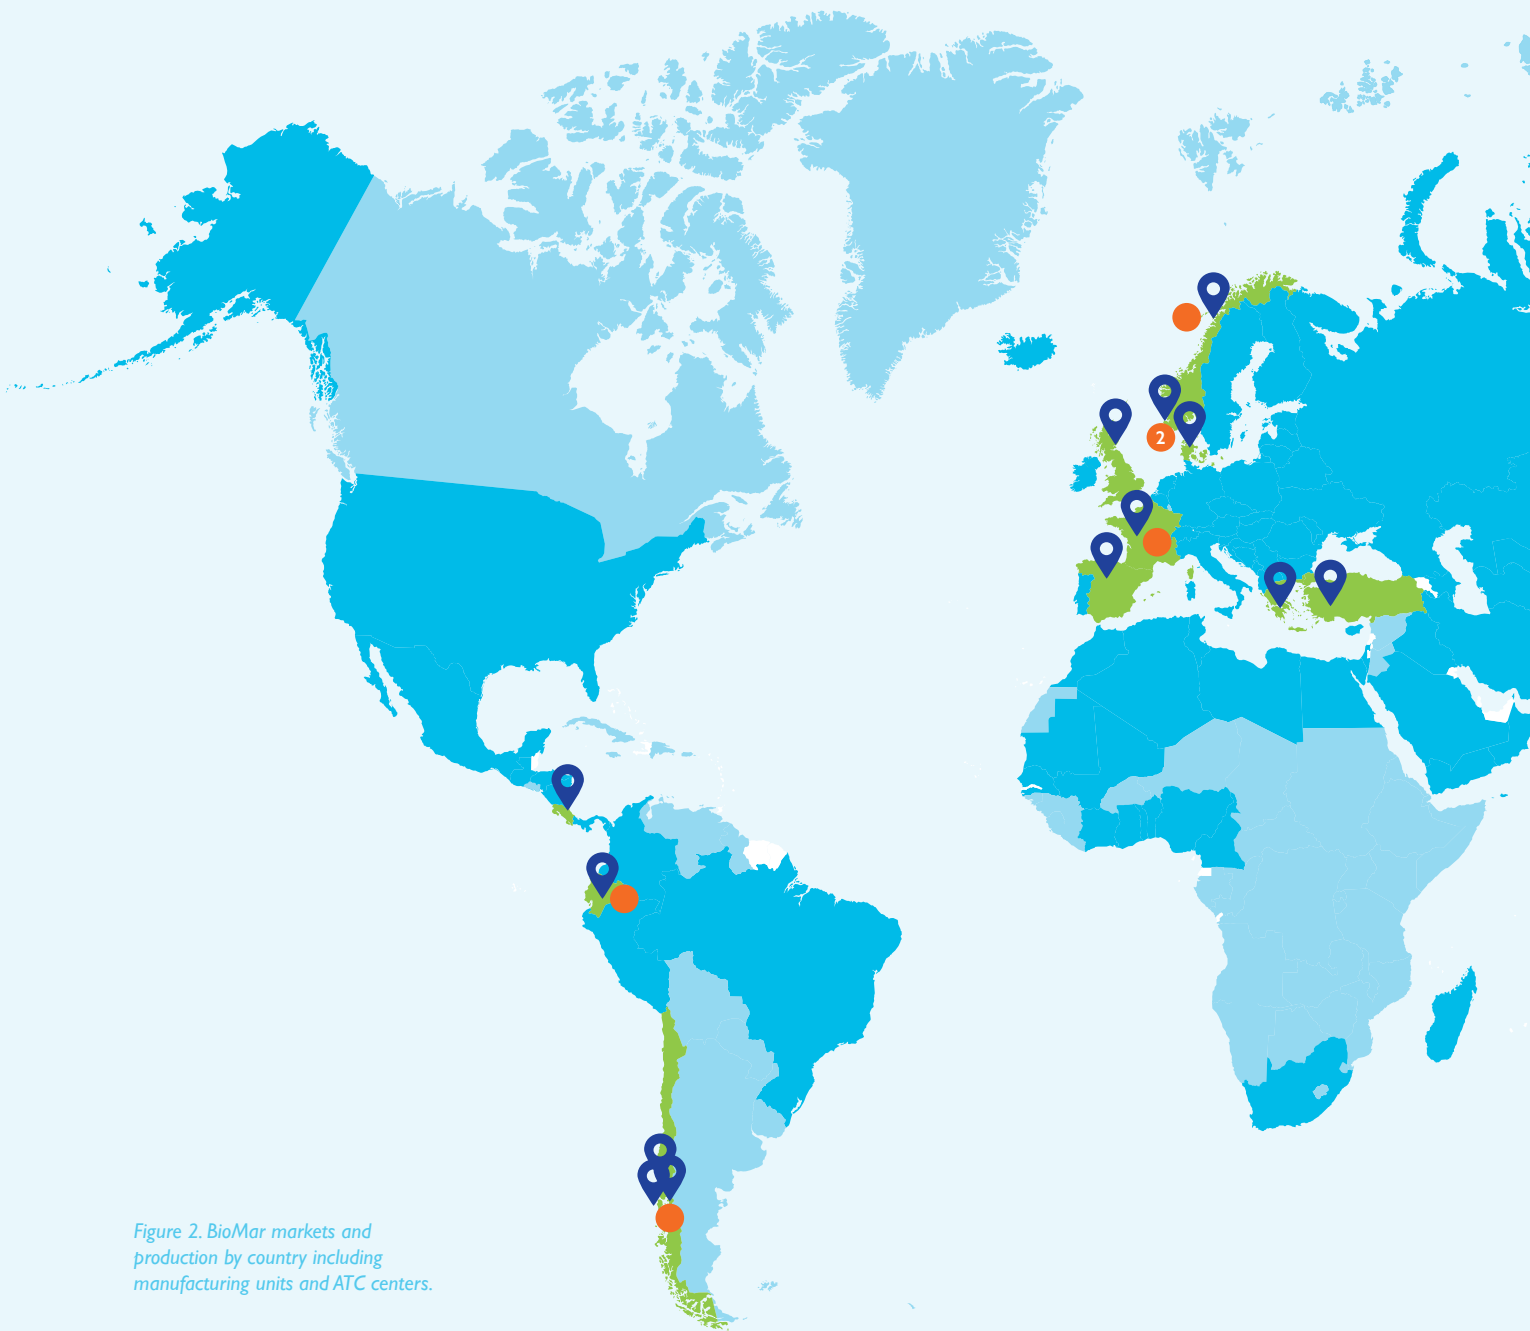 2
Figure 2. BioMar markets and
production by country including
manufacturing units and ATC centers.